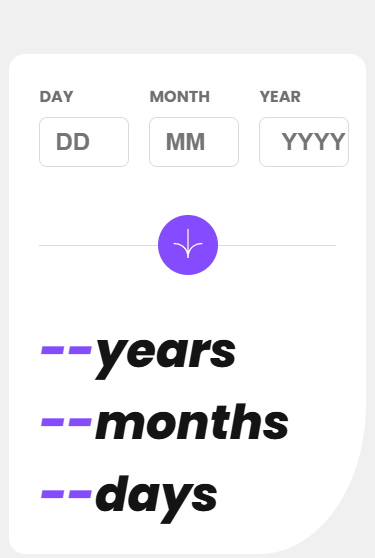 DAY MONTH YEAR
DD MM YYYY
--years
--months
--days